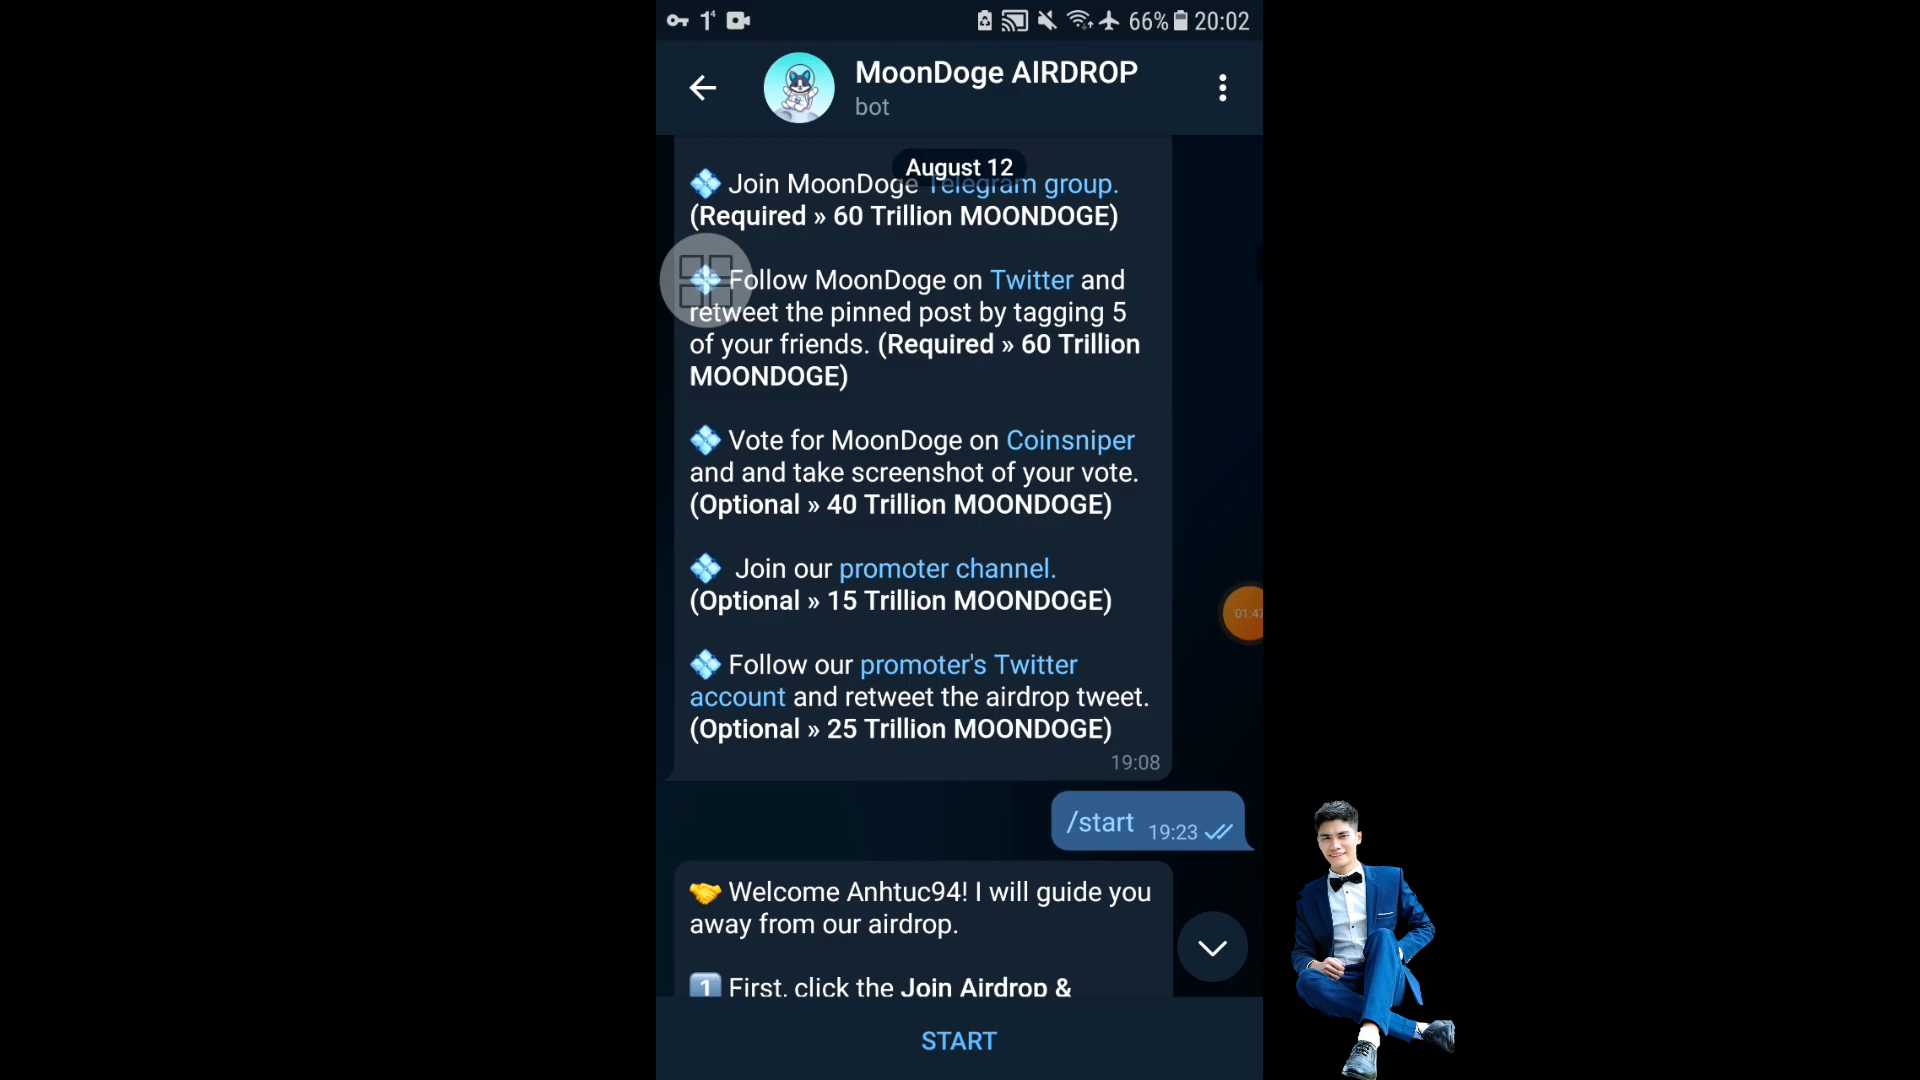 1
66% 20:02
MoonDoge AIRDROP
bot
August 12
Join MoonDoge Telegram group.
(Required » 60 Trillion MOONDOGE)
Follow MoonDoge on Twitter and
retweet the pinned post by tagging 5
of your friends. (Required » 60 Trillion
MOONDOGE)
Vote for MoonDoge on Coinsniper
and and take screenshot of your vote.
(Optional » 40 Trillion MOONDOGE)
Join our promoter channel.
(Optional » 15 Trillion MOONDOGE)
01:47
Follow our promoter's Twitter
account and retweet the airdrop tweet.
(Optional » 25 Trillion MOONDOGE)
19:08
/start 19:23
Welcome Anhtuc94! I will guide you
away from our airdrop.
1 First, click the Join Airdrop &
START